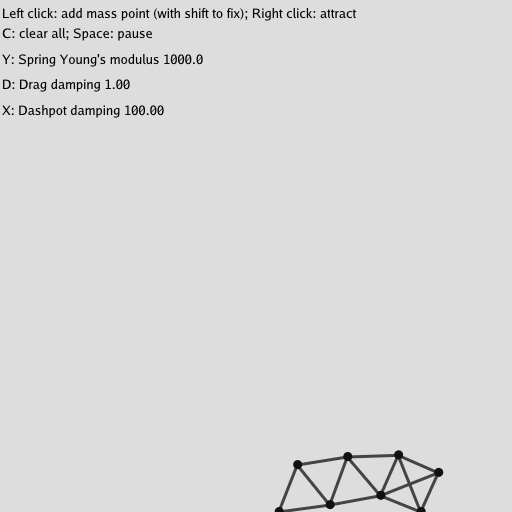 Left click: add mass point (with shift to fix); Right click: attract
C: clear all; Space: pause
Y: Spring Young's modulus 1000.0
D: Drag damping 1.00
X: Dashpot damping 100.00